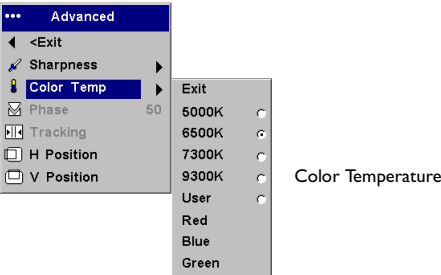 ••• Advanced
<Exit
Sharpness
Color Temp
Phase 50
Tracking
H Position
V Position
Exit
5000K
6500K
7300K
9300K
User
Red
Blue
Green
Color Temperature